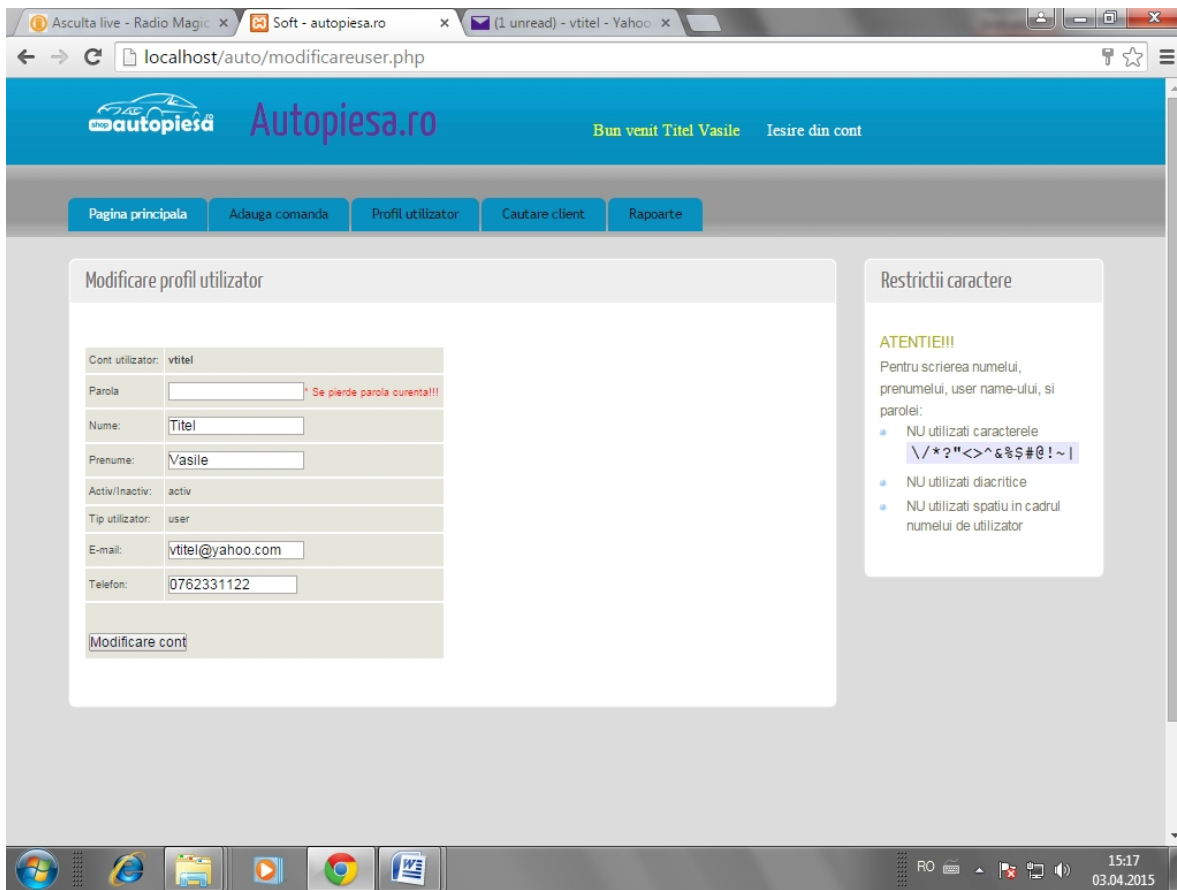 Asculta live - Radio Magic
Soft - autopiesa.ro
(1 unread) - vtitel - Yahoo
localhost/auto/modificareuser.php
shop autopiesă.ro
Autopiesa.ro
Bun venit Titel Vasile
Iesire din cont
Pagina principala
Adauga comanda
Profil utilizator
Cautare client
Rapoarte
Modificare profil utilizator
Cont utilizator: vtitel
Parola * Se pierde parola curenta!!!
Nume: Titel
Prenume: Vasile
Activ/Inactiv: activ
Tip utilizator: user
E-mail: vtitel@yahoo.com
Telefon: 0762331122
Modificare cont
Restrictii caractere
ATENTIE!!!
Pentru scrierea numelui,
prenumelui, user name-ului, si
parolei:
NU utilizati caracterele
\/*?"<>^&%$#@!~|
NU utilizati diacritice
NU utilizati spatiu in cadrul
numelui de utilizator
RO
15:17
03.04.2015